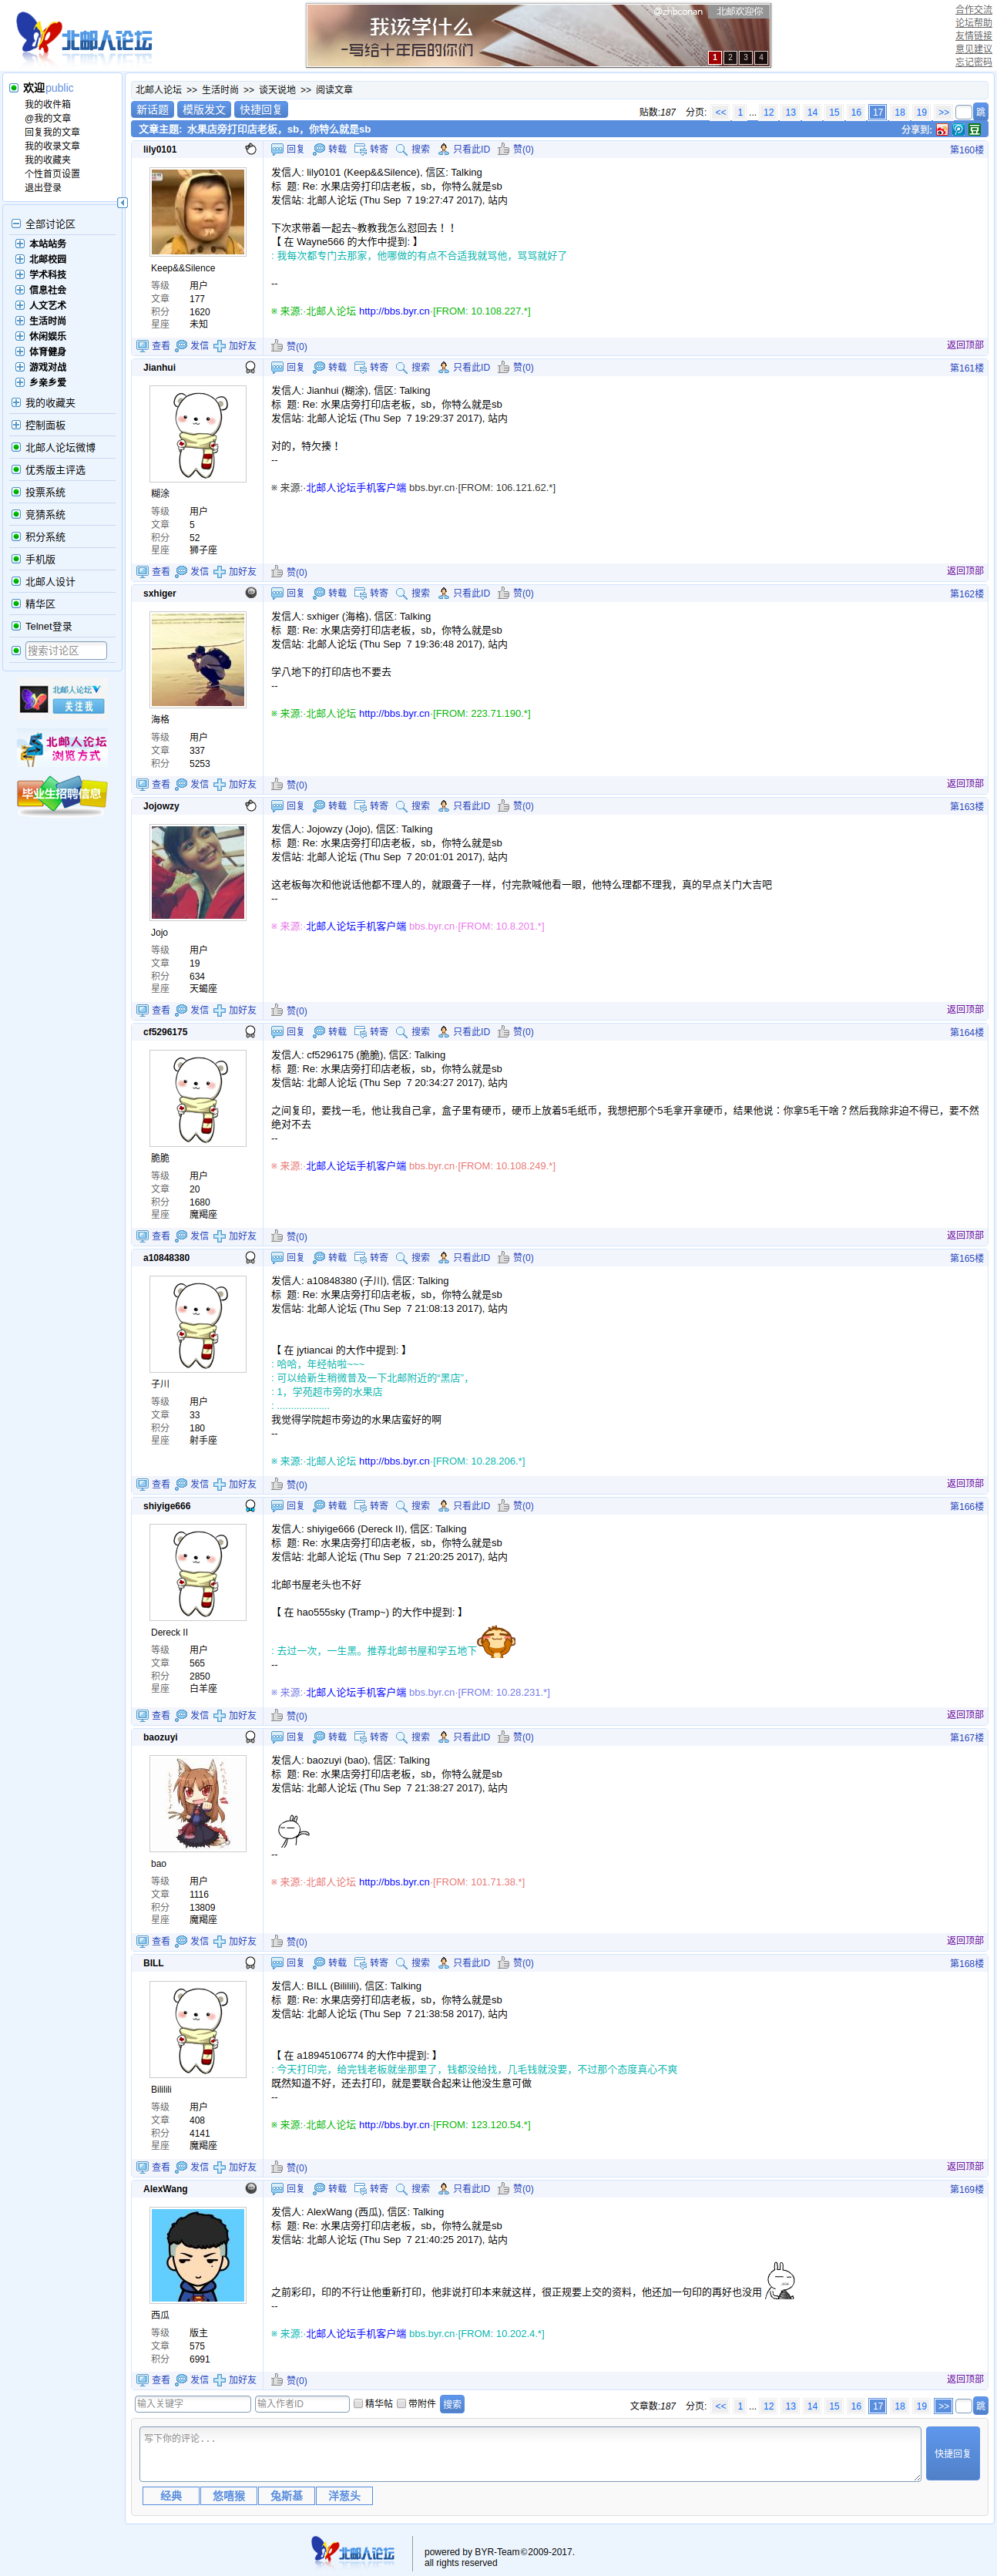 北邮人论坛
我该学什么
-写给十年后的你们
@zhbconan
北邮欢迎你
1 2 3 4
合作交流
论坛帮助
友情链接
意见建议
忘记密码
欢迎public
我的收件箱
@我的文章
回复我的文章
我的收录文章
我的收藏夹
个性首页设置
退出登录
全部讨论区
本站站务
北邮校园
学术科技
信息社会
人文艺术
生活时尚
休闲娱乐
体育健身
游戏对战
乡亲乡爱
我的收藏夹
控制面板
北邮人论坛微博
优秀版主评选
投票系统
竞猜系统
积分系统
手机版
北邮人设计
精华区
Telnet登录
搜索讨论区
北邮人论坛
关注我
北邮人论坛
浏览方式
毕业生招聘信息
北邮人论坛 >> 生活时尚 >> 谈天说地 >> 阅读文章
新话题 模版发文 快捷回复
贴数:187 分页: << 1 ... 12 13 14 15 16 17 18 19 >> 跳
文章主题: 水果店旁打印店老板，sb，你特么就是sb
分享到:
lily0101
回复 转载 转寄 搜索 只看此ID 赞(0) 第160楼
Keep&&Silence
等级 用户
文章 177
积分 1620
星座 未知
发信人: lily0101 (Keep&&Silence), 信区: Talking
标 题: Re: 水果店旁打印店老板，sb，你特么就是sb
发信站: 北邮人论坛 (Thu Sep 7 19:27:47 2017), 站内
下次求带着一起去~教教我怎么怼回去！！
【 在 Wayne566 的大作中提到: 】
: 我每次都专门去那家，他哪做的有点不合适我就骂他，骂骂就好了
--
※ 来源:·北邮人论坛 http://bbs.byr.cn·[FROM: 10.108.227.*]
查看 发信 加好友 赞(0) 返回顶部
Jianhui
回复 转载 转寄 搜索 只看此ID 赞(0) 第161楼
糊涂
等级 用户
文章 5
积分 52
星座 狮子座
发信人: Jianhui (糊涂), 信区: Talking
标 题: Re: 水果店旁打印店老板，sb，你特么就是sb
发信站: 北邮人论坛 (Thu Sep 7 19:29:37 2017), 站内
对的，特欠揍！
--
※ 来源:·北邮人论坛手机客户端 bbs.byr.cn·[FROM: 106.121.62.*]
查看 发信 加好友 赞(0) 返回顶部
sxhiger
回复 转载 转寄 搜索 只看此ID 赞(0) 第162楼
海格
等级 用户
文章 337
积分 5253
发信人: sxhiger (海格), 信区: Talking
标 题: Re: 水果店旁打印店老板，sb，你特么就是sb
发信站: 北邮人论坛 (Thu Sep 7 19:36:48 2017), 站内
学八地下的打印店也不要去
--
※ 来源:·北邮人论坛 http://bbs.byr.cn·[FROM: 223.71.190.*]
查看 发信 加好友 赞(0) 返回顶部
Jojowzy
回复 转载 转寄 搜索 只看此ID 赞(0) 第163楼
Jojo
等级 用户
文章 19
积分 634
星座 天蝎座
发信人: Jojowzy (Jojo), 信区: Talking
标 题: Re: 水果店旁打印店老板，sb，你特么就是sb
发信站: 北邮人论坛 (Thu Sep 7 20:01:01 2017), 站内
这老板每次和他说话他都不理人的，就跟聋子一样，付完款喊他看一眼，他特么理都不理我，真的早点关门大吉吧
--
※ 来源:·北邮人论坛手机客户端 bbs.byr.cn·[FROM: 10.8.201.*]
查看 发信 加好友 赞(0) 返回顶部
cf5296175
回复 转载 转寄 搜索 只看此ID 赞(0) 第164楼
脆脆
等级 用户
文章 20
积分 1680
星座 魔羯座
发信人: cf5296175 (脆脆), 信区: Talking
标 题: Re: 水果店旁打印店老板，sb，你特么就是sb
发信站: 北邮人论坛 (Thu Sep 7 20:34:27 2017), 站内
之间复印，要找一毛，他让我自己拿，盒子里有硬币，硬币上放着5毛纸币，我想把那个5毛拿开拿硬币，结果他说：你拿5毛干啥？然后我除非迫不得已，要不然
绝对不去
--
※ 来源:·北邮人论坛手机客户端 bbs.byr.cn·[FROM: 10.108.249.*]
查看 发信 加好友 赞(0) 返回顶部
a10848380
回复 转载 转寄 搜索 只看此ID 赞(0) 第165楼
子川
等级 用户
文章 33
积分 180
星座 射手座
发信人: a10848380 (子川), 信区: Talking
标 题: Re: 水果店旁打印店老板，sb，你特么就是sb
发信站: 北邮人论坛 (Thu Sep 7 21:08:13 2017), 站内
【 在 jytiancai 的大作中提到: 】
: 哈哈，年经帖啦~~~
: 可以给新生稍微普及一下北邮附近的“黑店”，
: 1，学苑超市旁的水果店
: ...................
我觉得学院超市旁边的水果店蛮好的啊
--
※ 来源:·北邮人论坛 http://bbs.byr.cn·[FROM: 10.28.206.*]
查看 发信 加好友 赞(0) 返回顶部
shiyige666
回复 转载 转寄 搜索 只看此ID 赞(0) 第166楼
Dereck II
等级 用户
文章 565
积分 2850
星座 白羊座
发信人: shiyige666 (Dereck II), 信区: Talking
标 题: Re: 水果店旁打印店老板，sb，你特么就是sb
发信站: 北邮人论坛 (Thu Sep 7 21:20:25 2017), 站内
北邮书屋老头也不好
【 在 hao555sky (Tramp~) 的大作中提到: 】
: 去过一次，一生黑。推荐北邮书屋和学五地下
--
※ 来源:·北邮人论坛手机客户端 bbs.byr.cn·[FROM: 10.28.231.*]
查看 发信 加好友 赞(0) 返回顶部
baozuyi
回复 转载 转寄 搜索 只看此ID 赞(0) 第167楼
bao
等级 用户
文章 1116
积分 13809
星座 魔羯座
发信人: baozuyi (bao), 信区: Talking
标 题: Re: 水果店旁打印店老板，sb，你特么就是sb
发信站: 北邮人论坛 (Thu Sep 7 21:38:27 2017), 站内
--
※ 来源:·北邮人论坛 http://bbs.byr.cn·[FROM: 101.71.38.*]
查看 发信 加好友 赞(0) 返回顶部
BILL
回复 转载 转寄 搜索 只看此ID 赞(0) 第168楼
Bililili
等级 用户
文章 408
积分 4141
星座 魔羯座
发信人: BILL (Bililili), 信区: Talking
标 题: Re: 水果店旁打印店老板，sb，你特么就是sb
发信站: 北邮人论坛 (Thu Sep 7 21:38:58 2017), 站内
【 在 a18945106774 的大作中提到: 】
: 今天打印完，给完钱老板就坐那里了，钱都没给找，几毛钱就没要，不过那个态度真心不爽
既然知道不好，还去打印，就是要联合起来让他没生意可做
--
※ 来源:·北邮人论坛 http://bbs.byr.cn·[FROM: 123.120.54.*]
查看 发信 加好友 赞(0) 返回顶部
AlexWang
回复 转载 转寄 搜索 只看此ID 赞(0) 第169楼
西瓜
等级 版主
文章 575
积分 6991
发信人: AlexWang (西瓜), 信区: Talking
标 题: Re: 水果店旁打印店老板，sb，你特么就是sb
发信站: 北邮人论坛 (Thu Sep 7 21:40:25 2017), 站内
之前彩印，印的不行让他重新打印，他非说打印本来就这样，很正规要上交的资料，他还加一句印的再好也没用
--
※ 来源:·北邮人论坛手机客户端 bbs.byr.cn·[FROM: 10.202.4.*]
查看 发信 加好友 赞(0) 返回顶部
输入关键字 输入作者ID 精华帖 带附件 搜索
文章数:187 分页: << 1 ... 12 13 14 15 16 17 18 19 >> 跳
写下你的评论...
快捷回复
经典 悠嘻猴 兔斯基 洋葱头
北邮人论坛
powered by BYR-Team©2009-2017.
all rights reserved